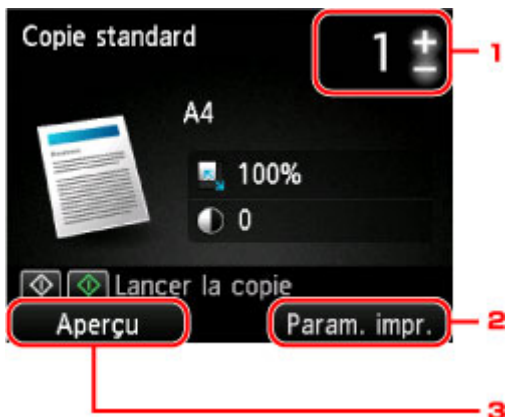 Copie standard
1
+
-
1
A4
100%
0
Lancer la copie
Aperçu
Param. impr.
2
3